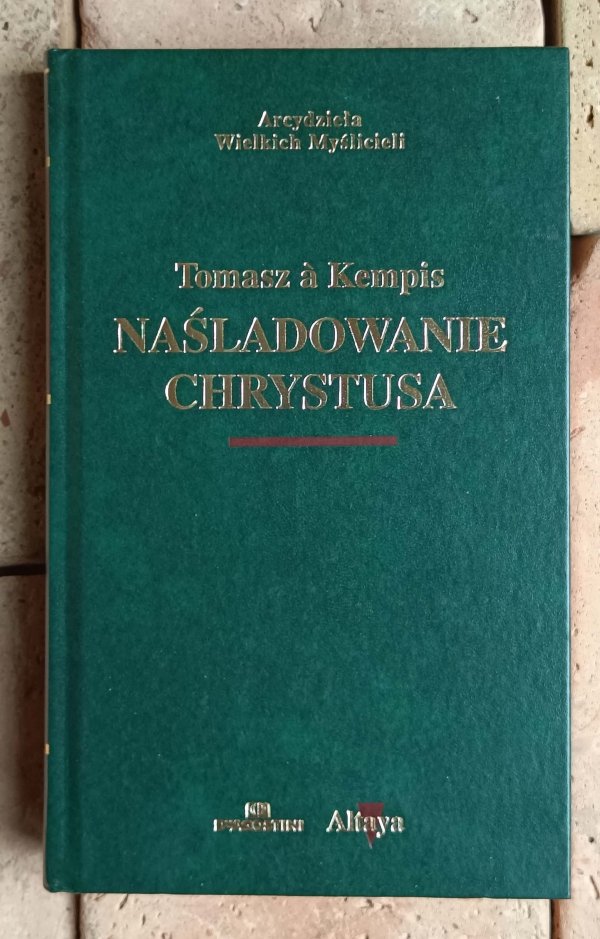 Arcydzieła
Wielkich Myślicieli
Tomasz à Kempis
NAŚLADOWANIE
CHRYSTUSA
DEAGOSTINI Altaya